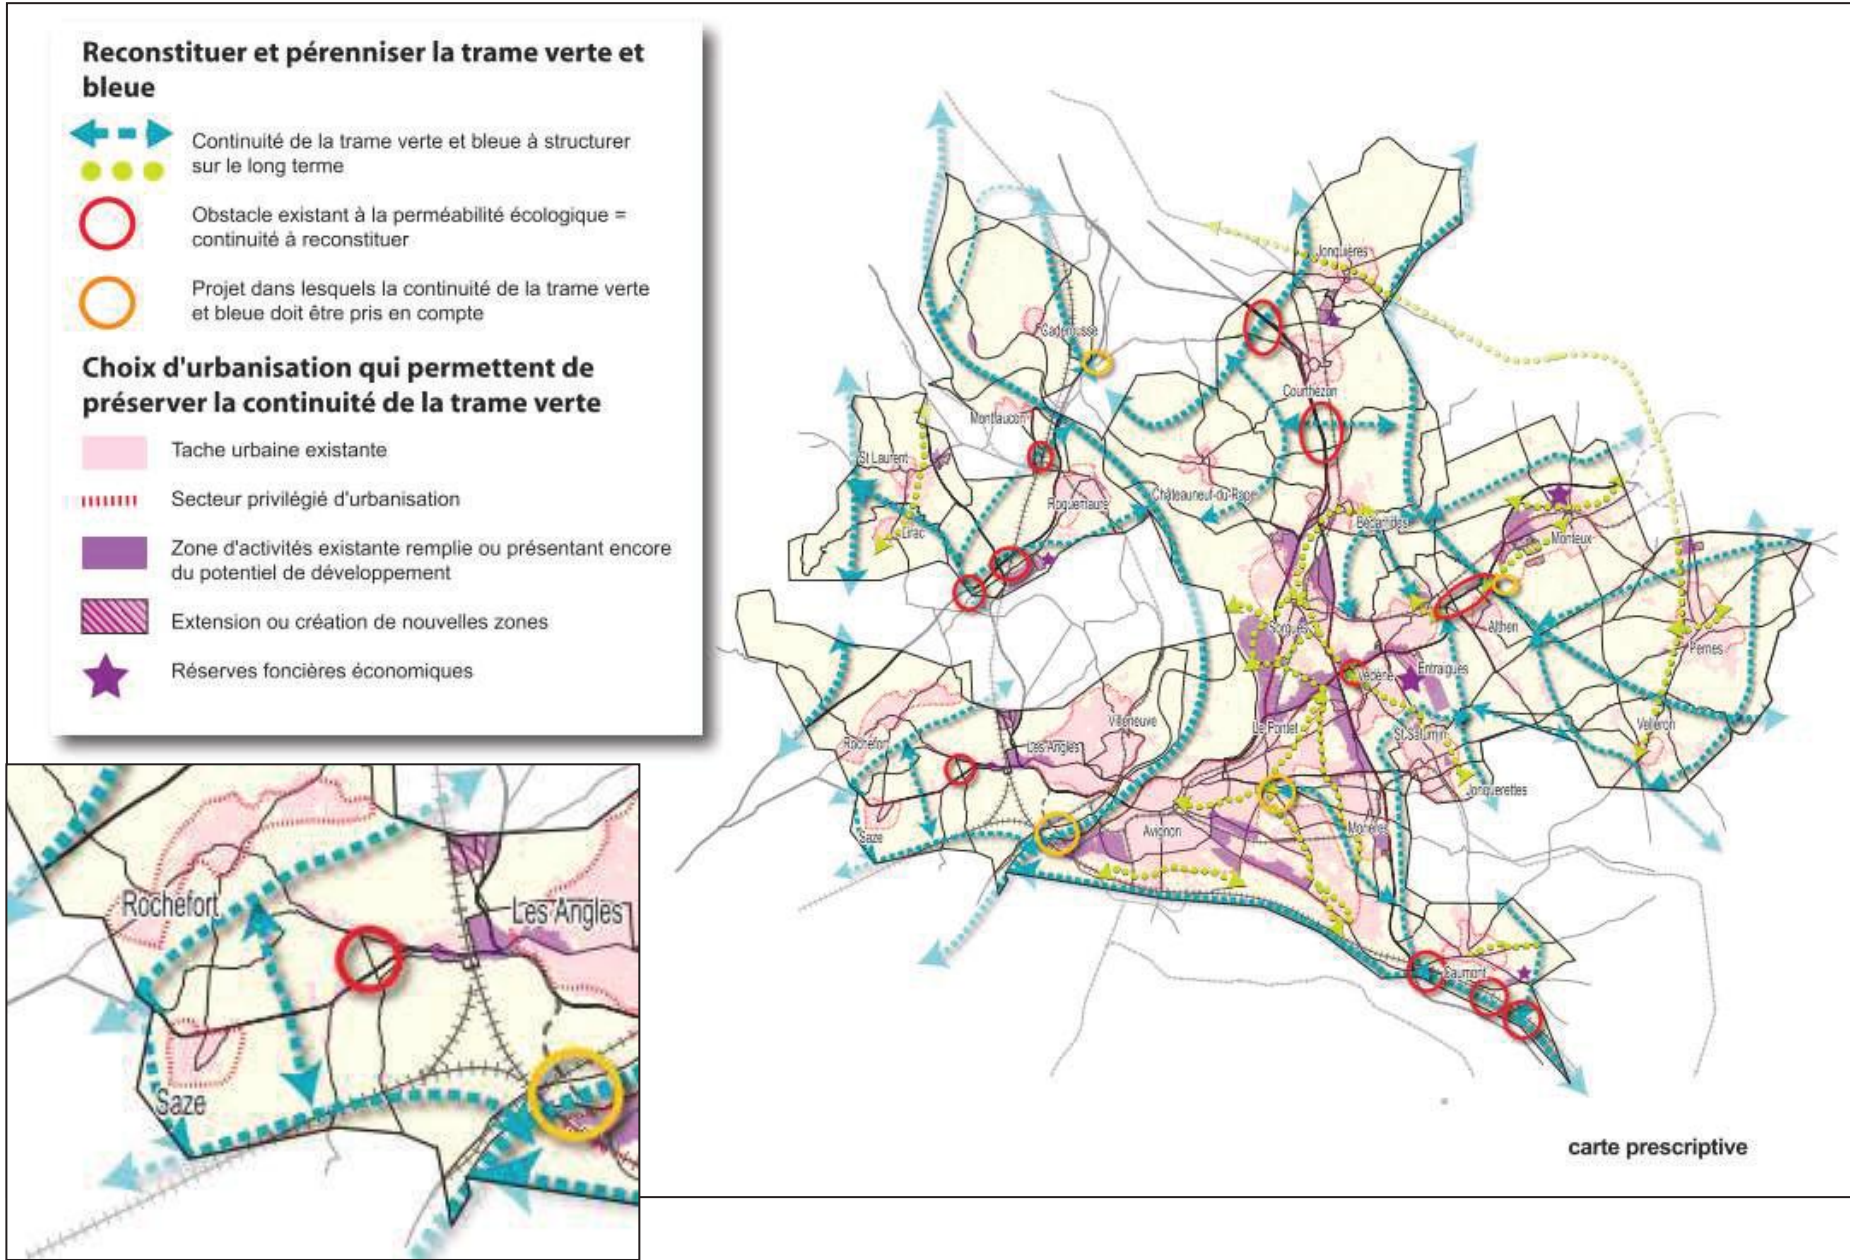 Reconstituer et pérenniser la trame verte et
bleue
Continuité de la trame verte et bleue à structurer
sur le long terme
Obstacle existant à la perméabilité écologique =
continuité à reconstituer
Projet dans lesquels la continuité de la trame verte
et bleue doit être pris en compte
Choix d'urbanisation qui permettent de
préserver la continuité de la trame verte
Tache urbaine existante
Secteur privilégié d'urbanisation
Zone d'activités existante remplie ou présentant encore
du potentiel de développement
Extension ou création de nouvelles zones
Réserves foncières économiques
Jonquières
Caderousse
Courthézon
Montfaucon
St Laurent
Châteauneuf-du-Pape
Roquemaure
Lirac
Bédarrides
Monteux
Sorgues
Althen
Pernes
Vedène
Entraigues
Villeneuve
Le Pontet
St Saturnin
Velleron
Rochefort
Les Angles
Jonquerettes
Saze
Avignon
Morières
Caumont
Rochefort
Les Angles
Saze
carte prescriptive